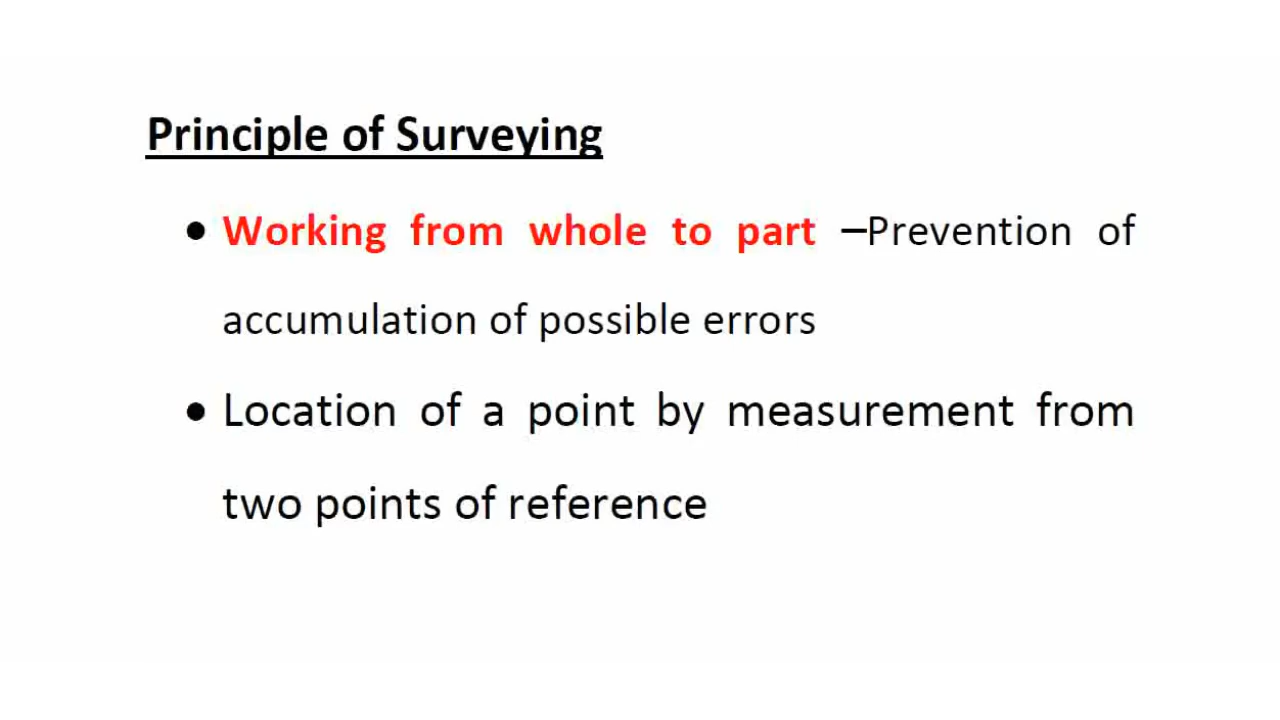 Principle of Surveying
● Working from whole to part –Prevention of
accumulation of possible errors
● Location of a point by measurement from
two points of reference